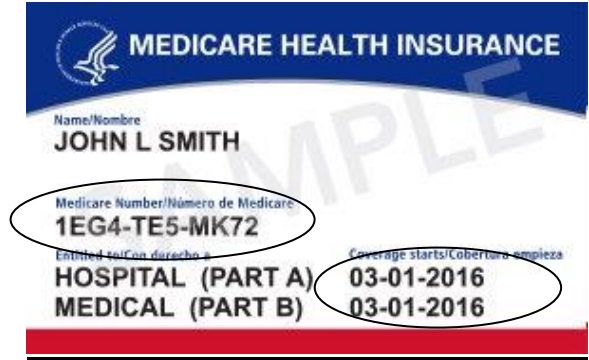 MEDICARE HEALTH INSURANCE
SAMPLE
Name/Nombre
JOHN L SMITH
Medicare Number/Número de Medicare
1EG4-TE5-MK72
Entitled to/Con derecho a
Coverage starts/Cobertura empieza
HOSPITAL (PART A) 03-01-2016
MEDICAL (PART B) 03-01-2016